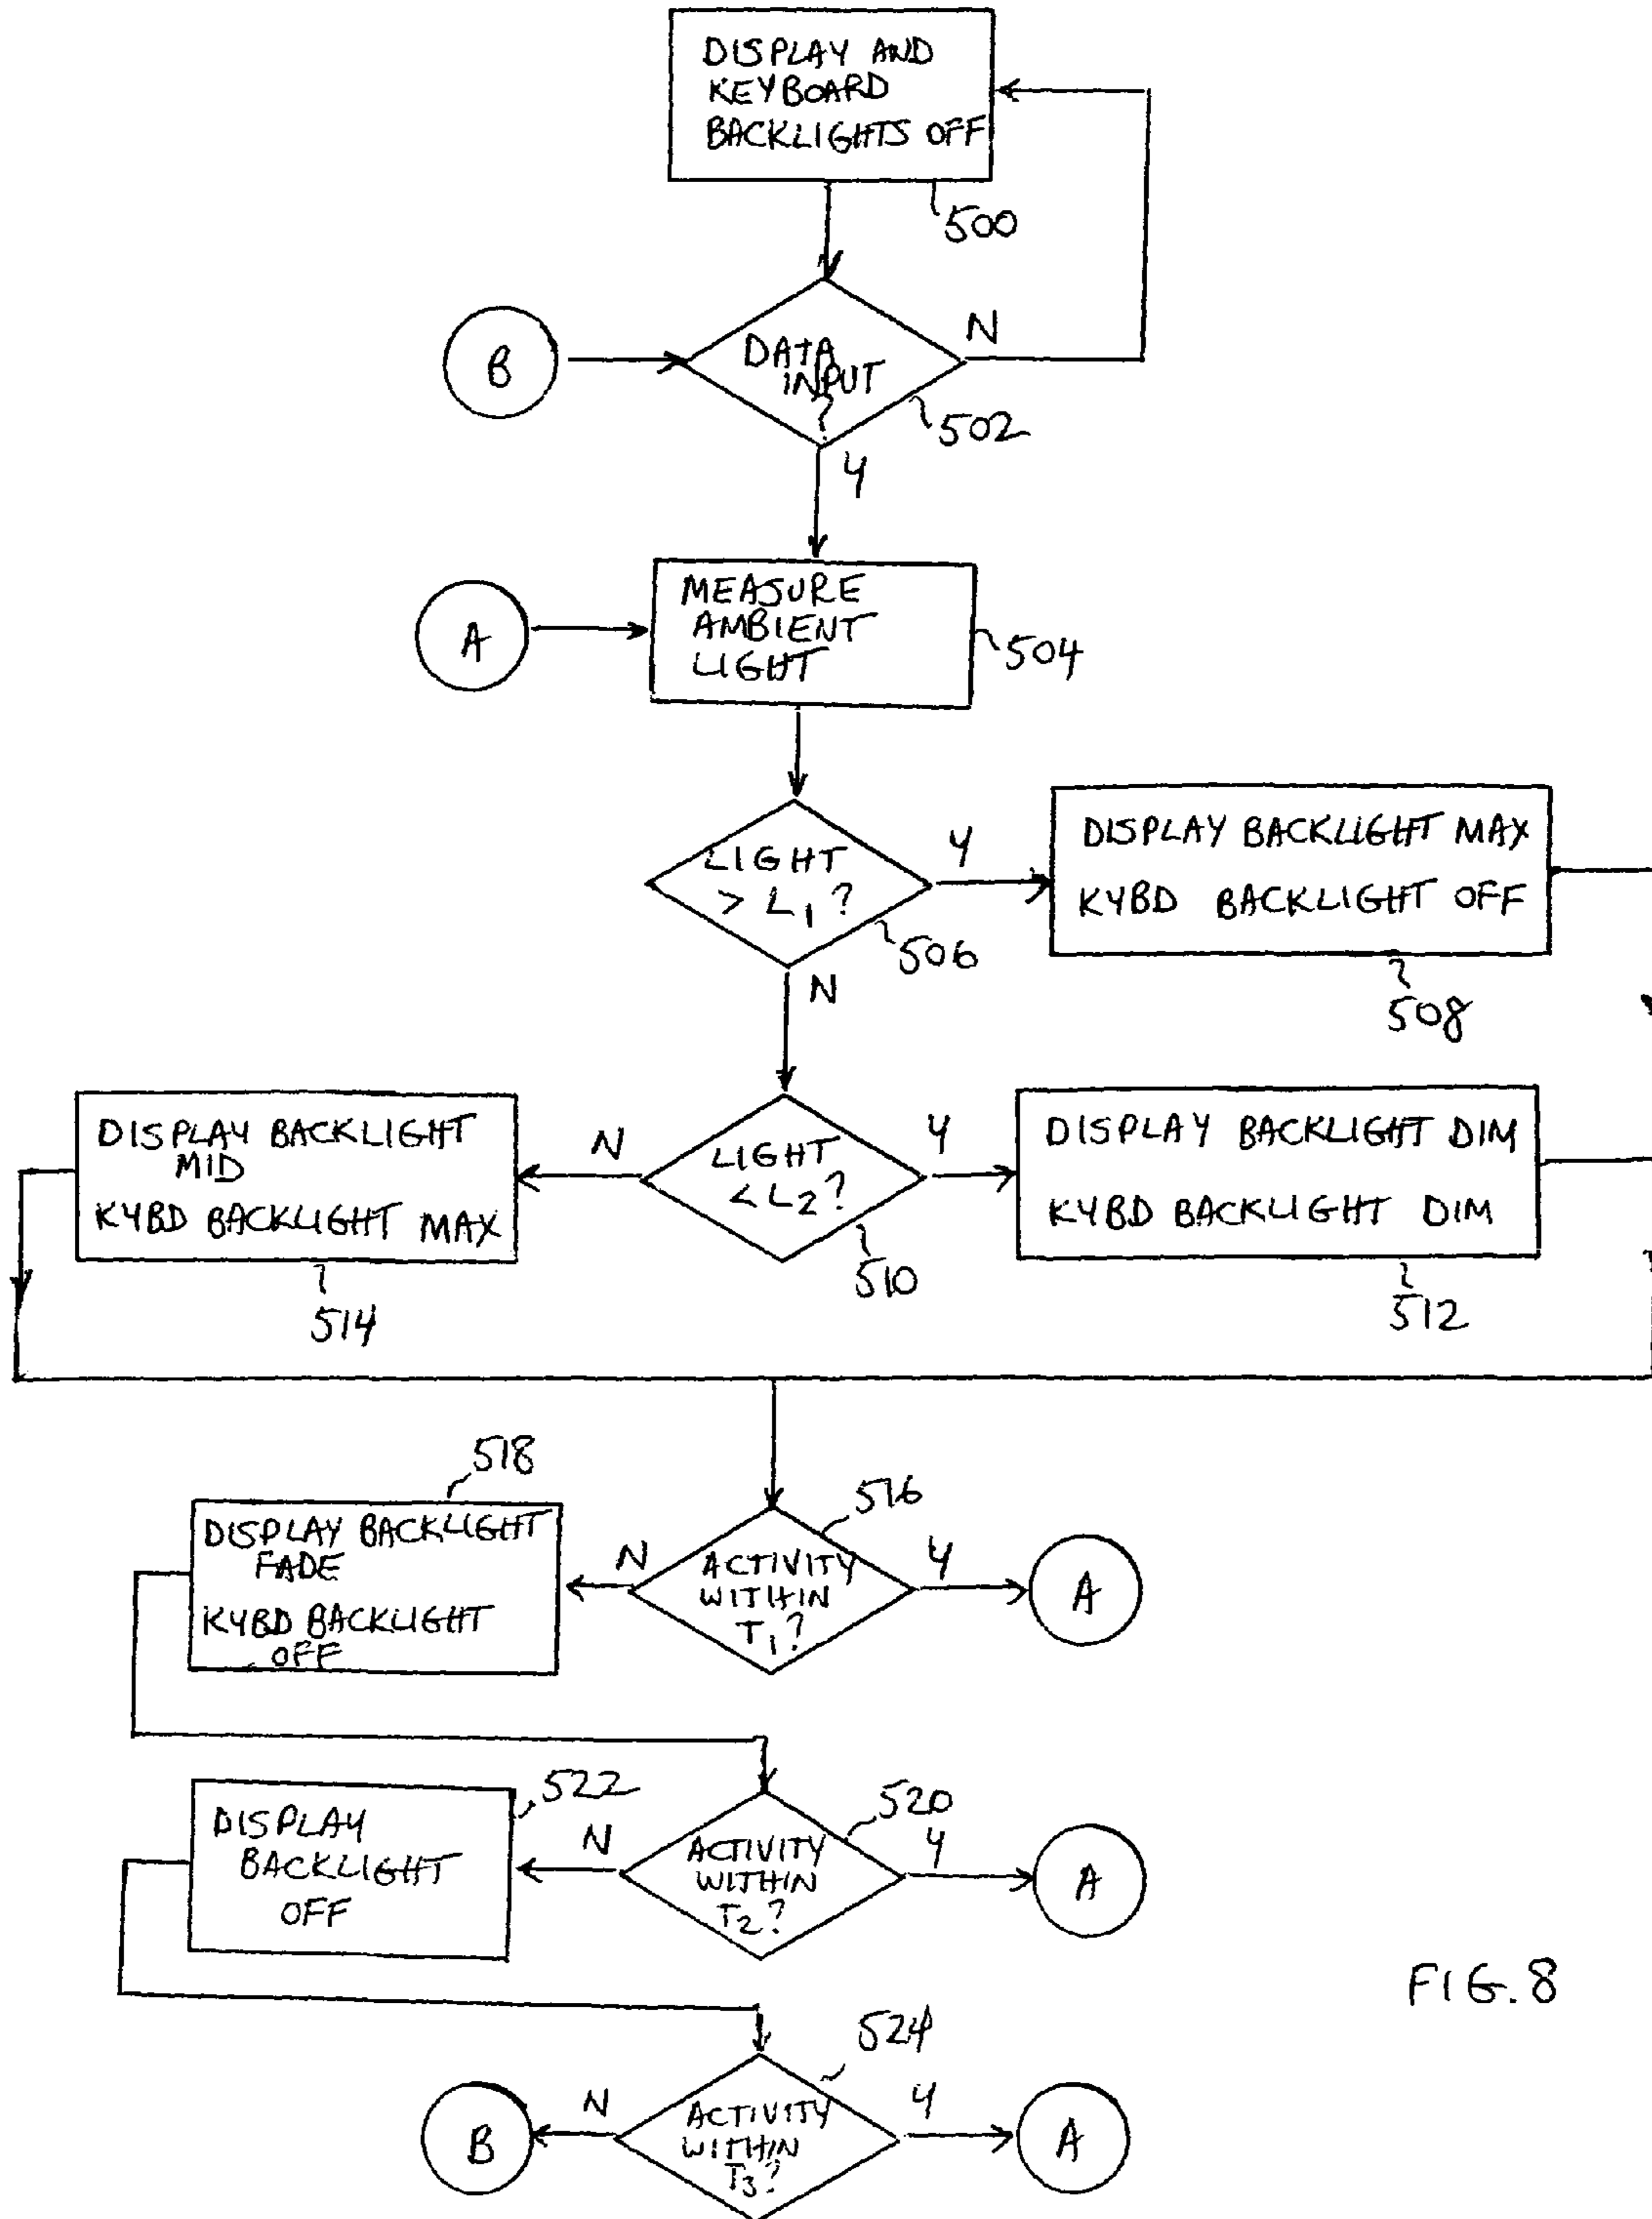 DISPLAY AND
KEYBOARD
BACKLIGHTS OFF
500
B
DATA
INPUT
?
N
502
Y
A
MEASURE
AMBIENT
LIGHT
504
LIGHT
> L1 ?
Y
506
N
DISPLAY BACKLIGHT MAX
KYBD BACKLIGHT OFF
508
DISPLAY BACKLIGHT
MID
KYBD BACKLIGHT MAX
514
N
LIGHT
< L2 ?
Y
510
DISPLAY BACKLIGHT DIM
KYBD BACKLIGHT DIM
512
518
DISPLAY BACKLIGHT
FADE
KYBD BACKLIGHT
OFF
N
516
ACTIVITY
WITHIN
T1 ?
Y
A
522
DISPLAY
BACKLIGHT
OFF
N
520
ACTIVITY
WITHIN
T2 ?
Y
A
FIG. 8
524
B
N
ACTIVITY
WITHIN
T3 ?
Y
A